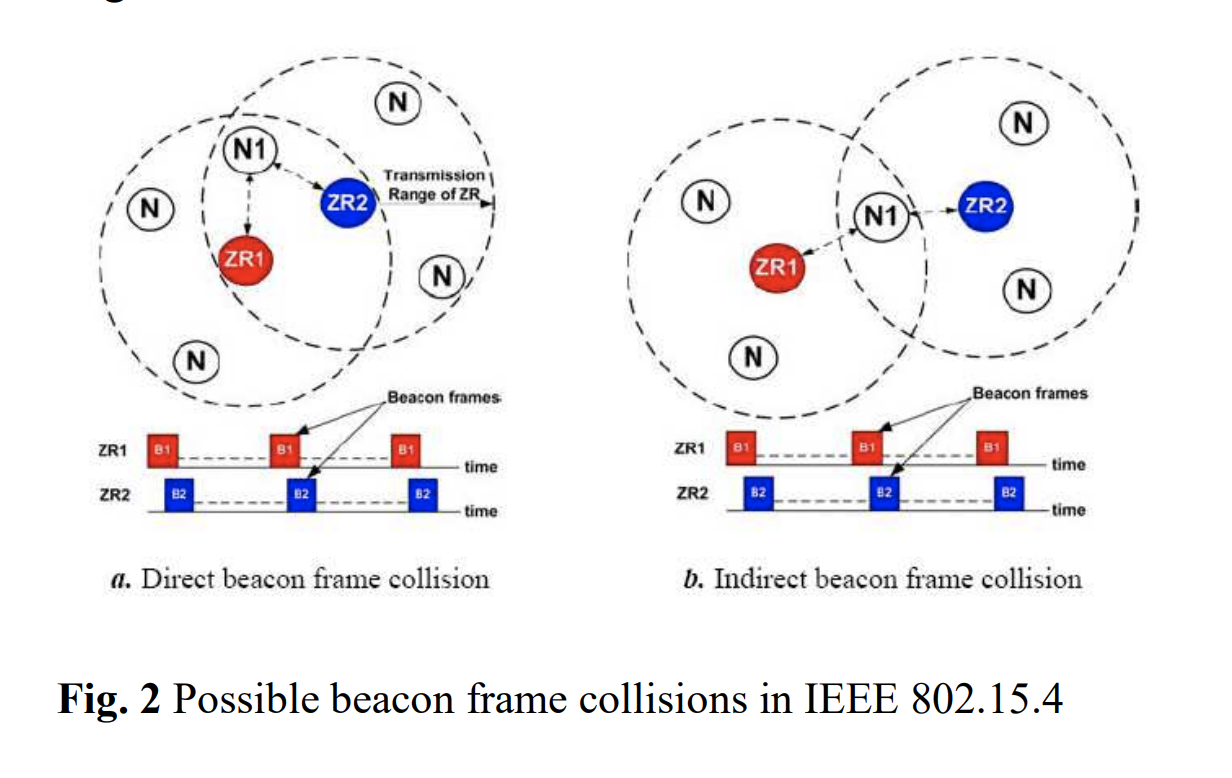 N
N1
Transmission
Range of ZR
N
ZR2
ZR1
N
N
Beacon frames
ZR1
B1
B1
B1
time
ZR2
B2
B2
B2
time
a. Direct beacon frame collision
N
N
N1
ZR2
ZR1
N
N
Beacon frames
ZR1
B1
B1
B1
time
ZR2
B2
B2
B2
time
b. Indirect beacon frame collision
Fig. 2 Possible beacon frame collisions in IEEE 802.15.4